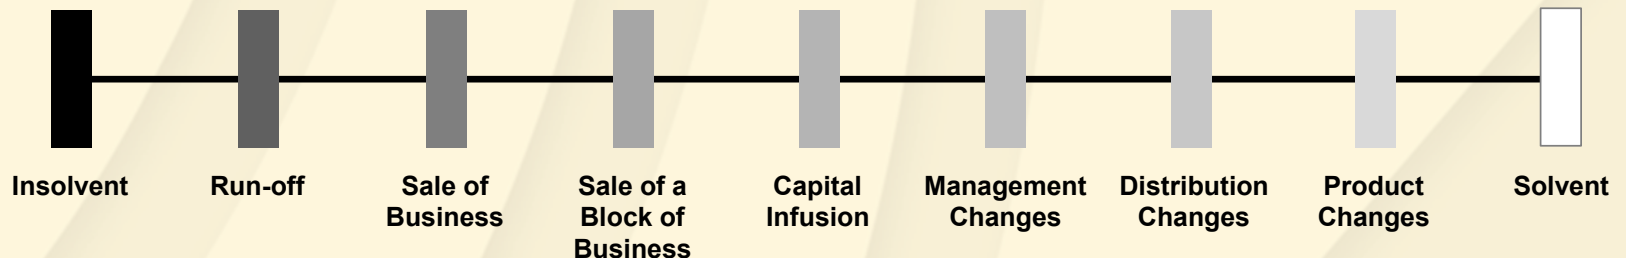 Insolvent
Run-off
Sale of
Business
Sale of a
Block of
Business
Capital
Infusion
Management
Changes
Distribution
Changes
Product
Changes
Solvent